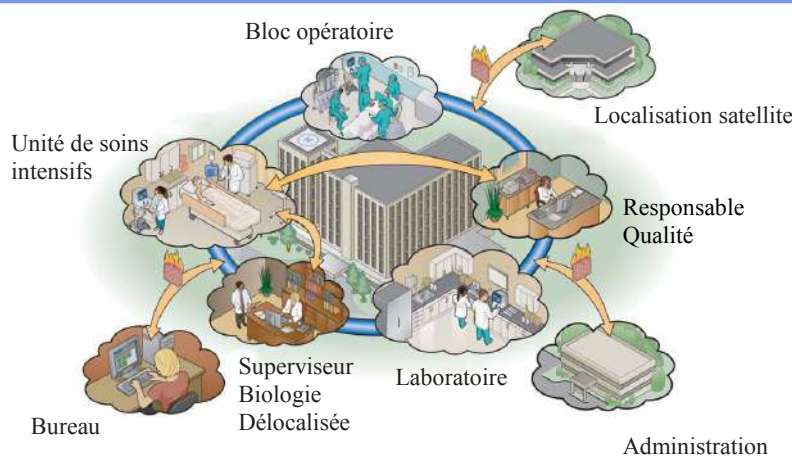 Bloc opératoire
Localisation satellite
Unité de soins
intensifs
Responsable
Qualité
Superviseur
Biologie
Délocalisée
Laboratoire
Bureau
Administration